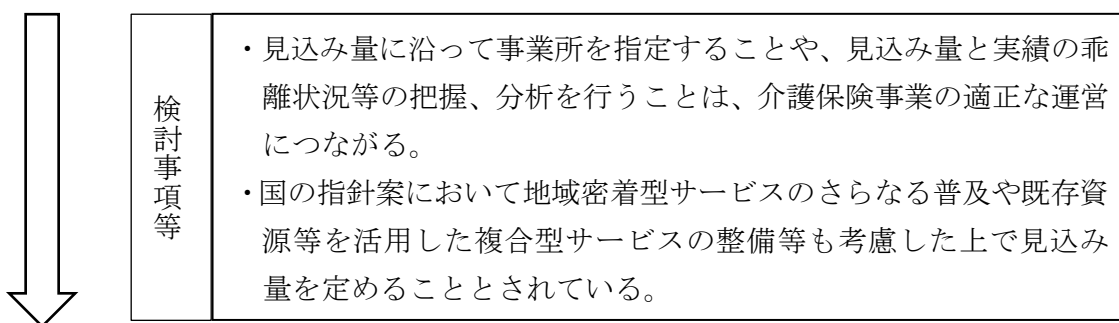 検討事項等
・見込み量に沿って事業所を指定することや、見込み量と実績の乖
離状況等の把握、分析を行うことは、介護保険事業の適正な運営
につながる。
・国の指針案において地域密着型サービスのさらなる普及や既存資
源等を活用した複合型サービスの整備等も考慮した上で見込み
量を定めることとされている。